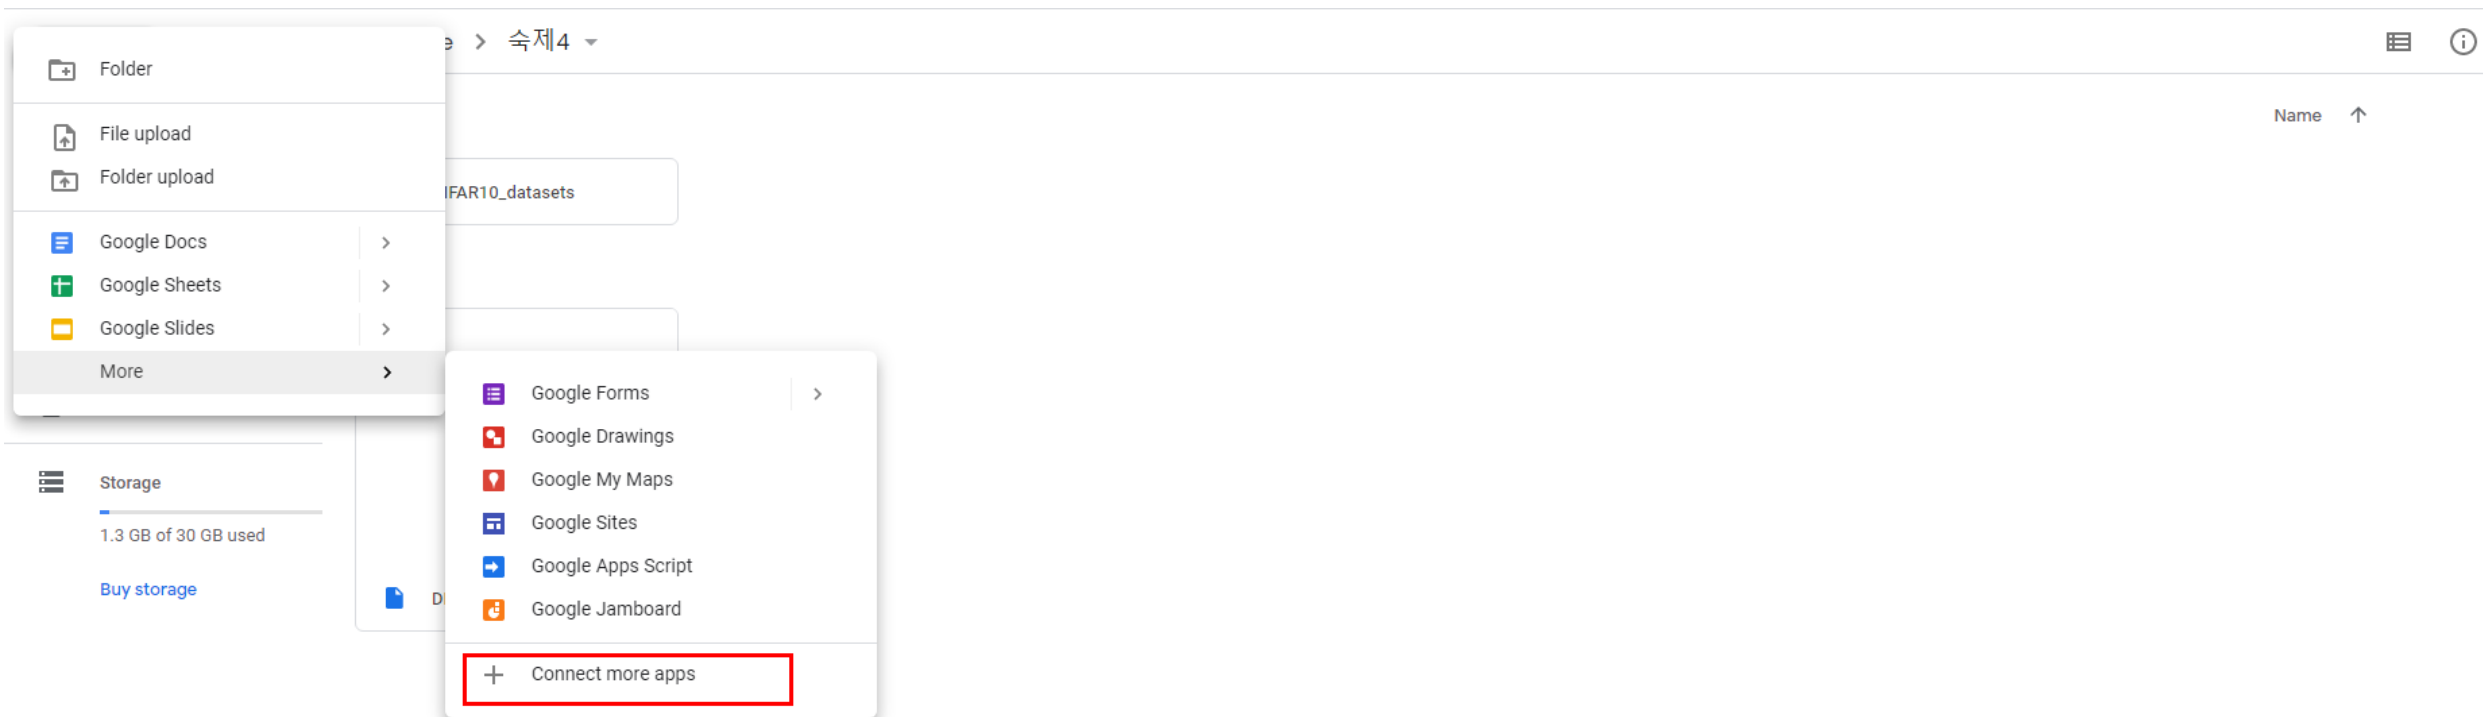 숙제4
Name
Folder
File upload
Folder upload
IFAR10_datasets
Google Docs
Google Sheets
Google Slides
More
Google Forms
Google Drawings
Google My Maps
Google Sites
Google Apps Script
Google Jamboard
Connect more apps
Storage
1.3 GB of 30 GB used
Buy storage